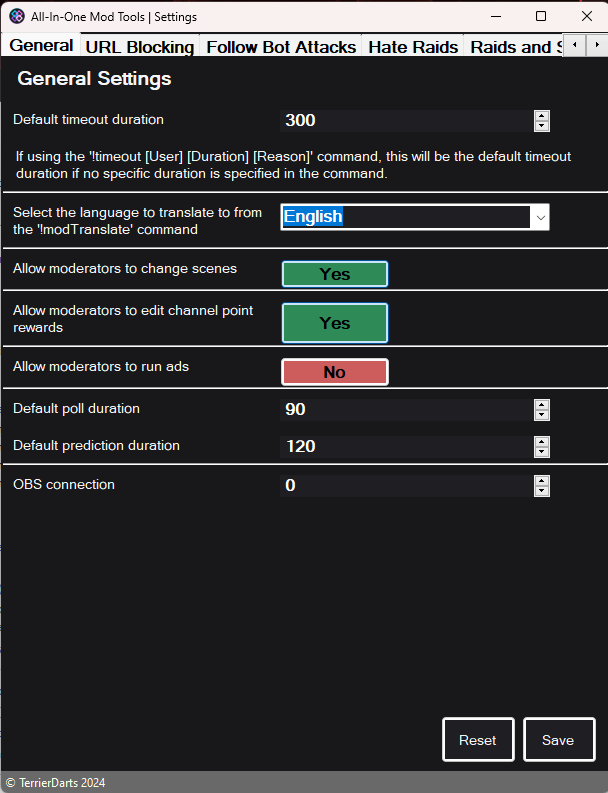 All-In-One Mod Tools | Settings
General URL Blocking Follow Bot Attacks Hate Raids Raids and
General Settings
Default timeout duration 300
If using the '!timeout [User] [Duration] [Reason]' command, this will be the default timeout
duration if no specific duration is specified in the command.
Select the language to translate to from
the '!modTranslate' command
English
Allow moderators to change scenes Yes
Allow moderators to edit channel point
rewards
Yes
Allow moderators to run ads No
Default poll duration 90
Default prediction duration 120
OBS connection 0
Reset Save
© TerrierDarts 2024